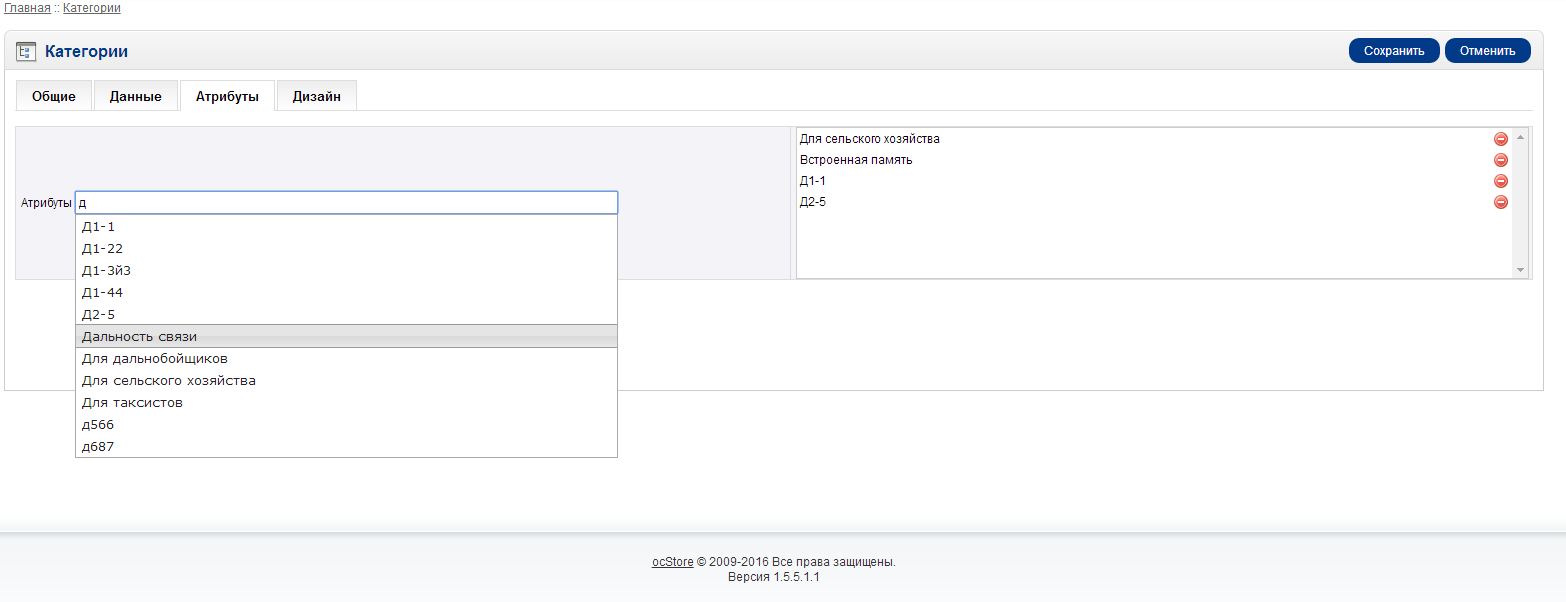 Главная :: Категории
Категории
Сохранить Отменить
Общие Данные Атрибуты Дизайн
Для сельского хозяйства
Встроенная память
Д1-1
Д2-5
Атрибуты д
Д1-1
Д1-22
Д1-3й3
Д1-44
Д2-5
Дальность связи
Для дальнобойщиков
Для сельского хозяйства
Для таксистов
д566
д687
ocStore © 2009-2016 Все права защищены.
Версия 1.5.5.1.1